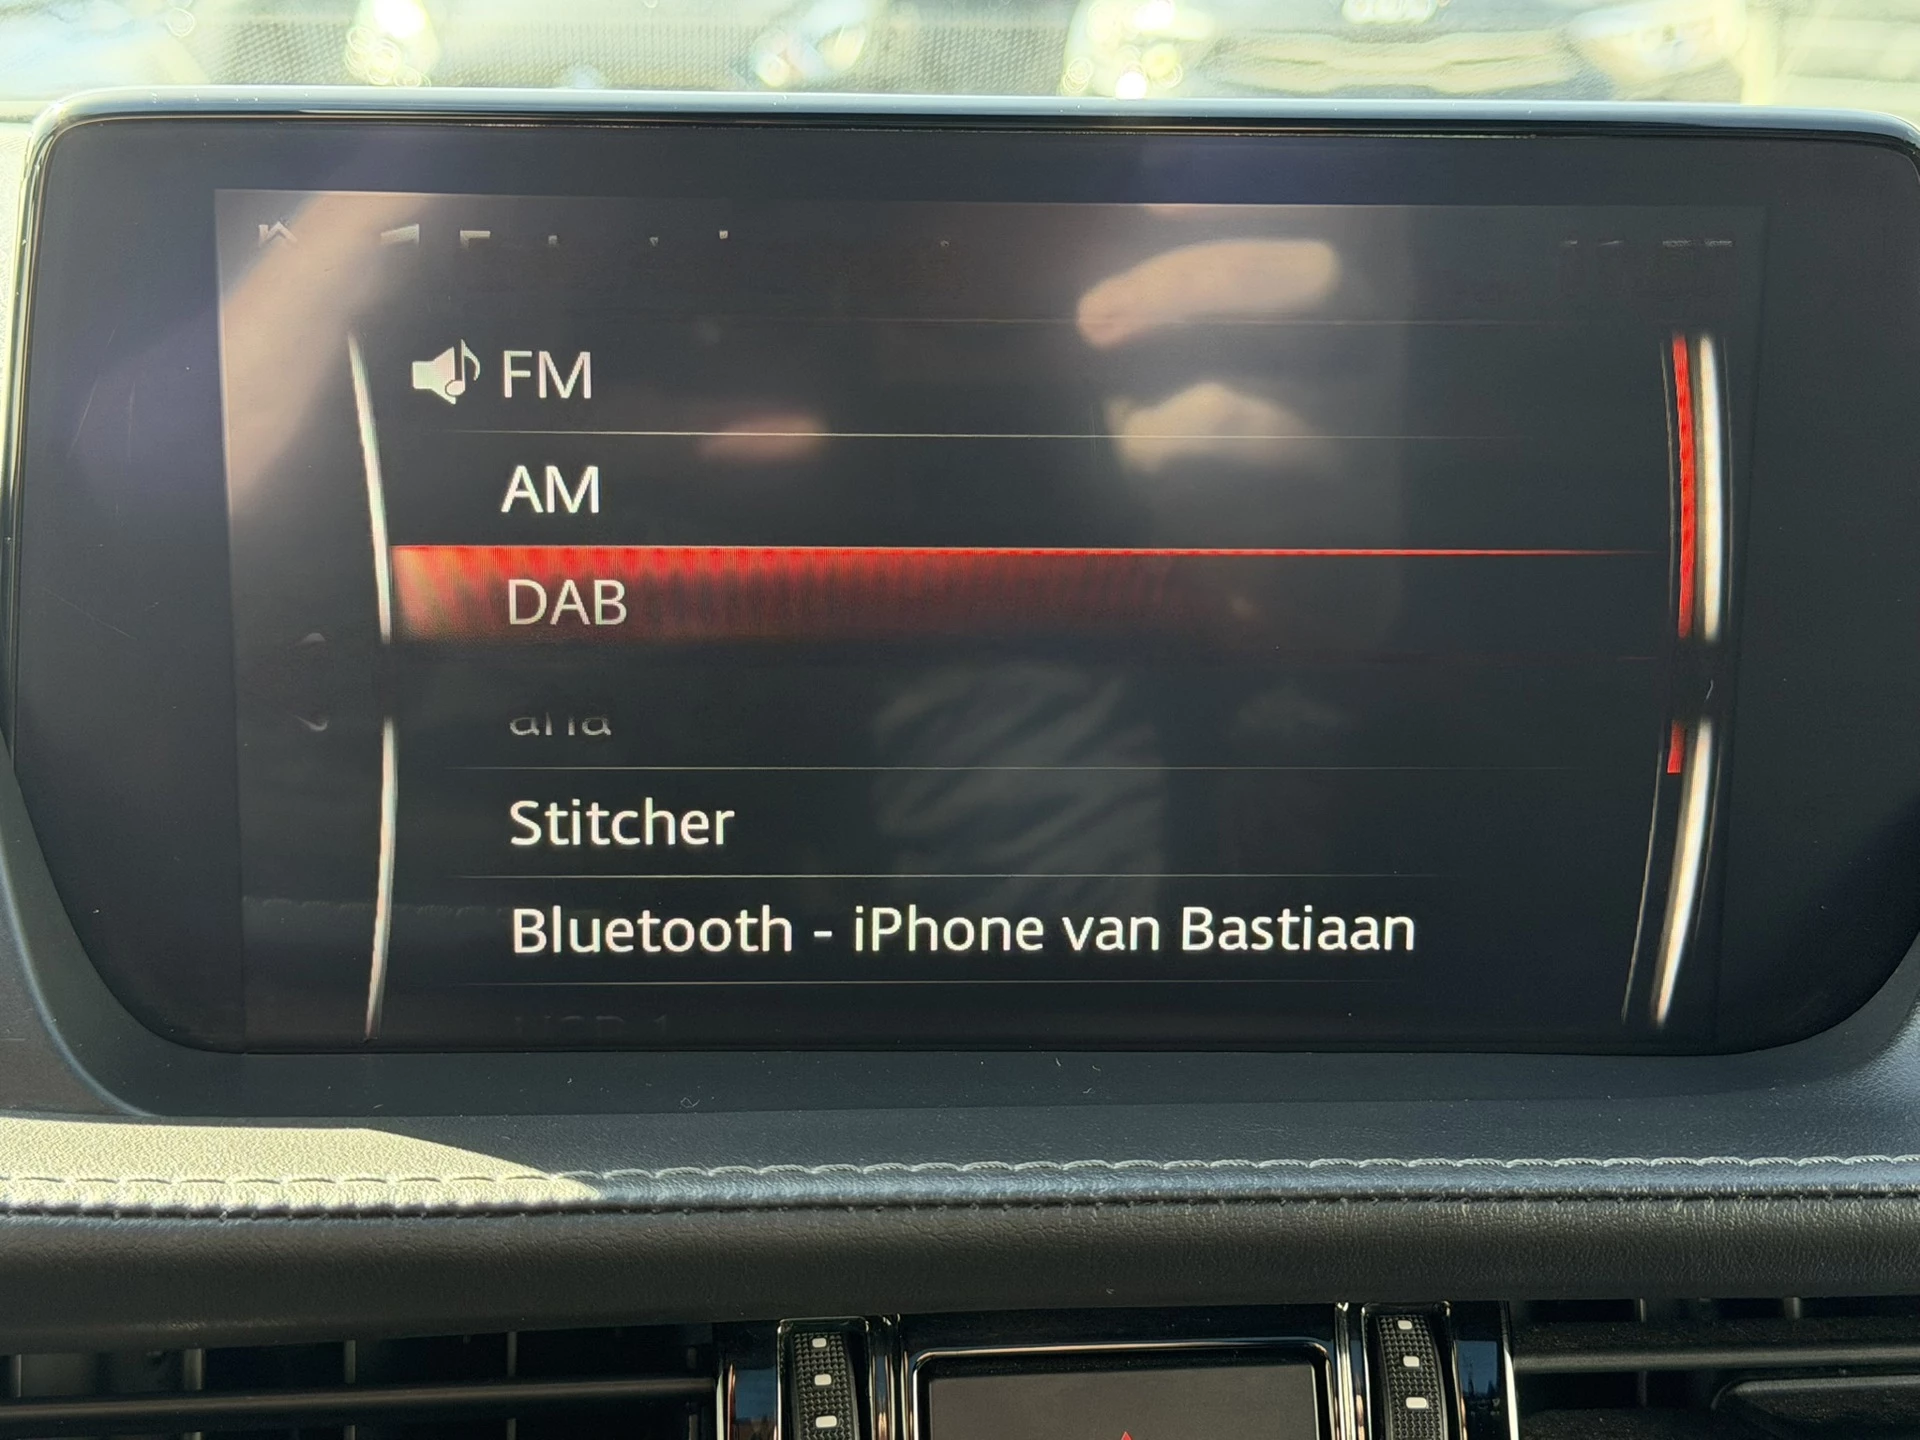 FM
AM
DAB
Stitcher
Bluetooth - iPhone van Bastiaan